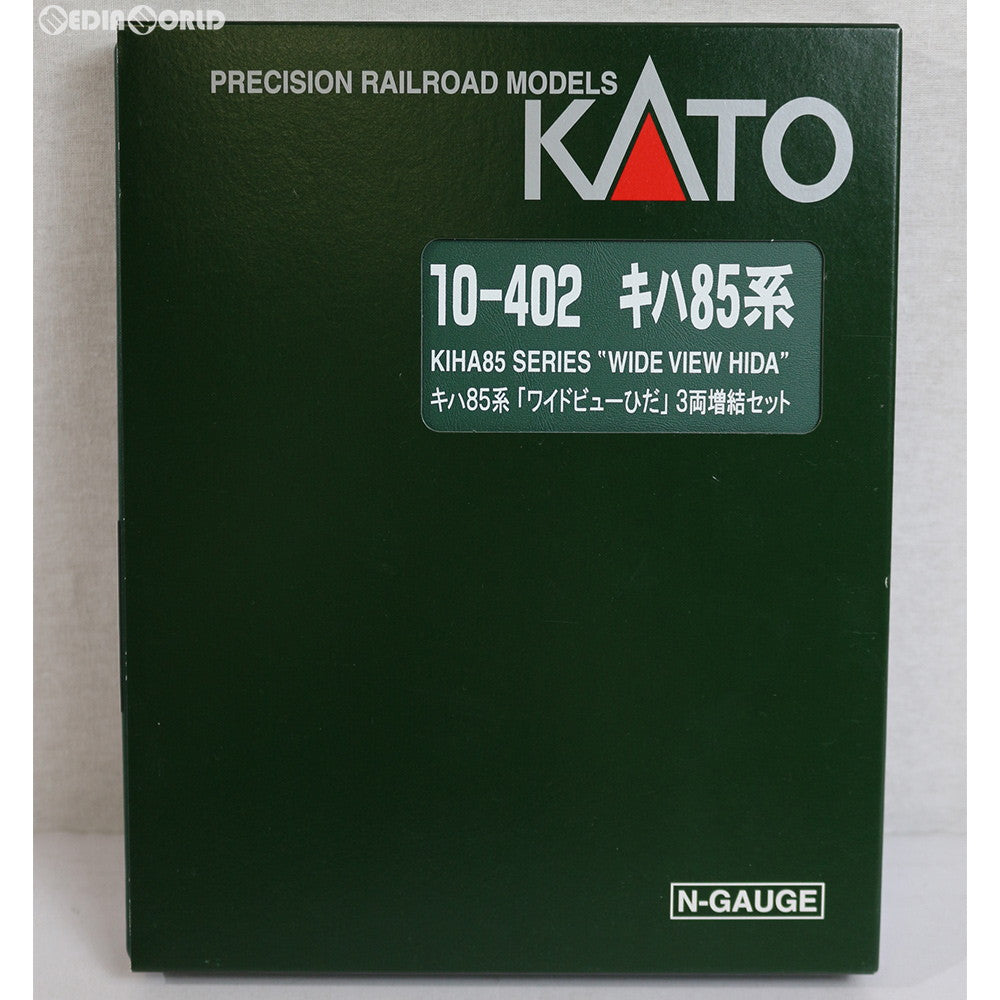 MEDIAWORLD
PRECISION RAILROAD MODELS
KATO
10-402 キハ85系
KIHA85 SERIES "WIDE VIEW HIDA"
キハ85系「ワイドビューひだ」3両増結セット
N-GAUGE